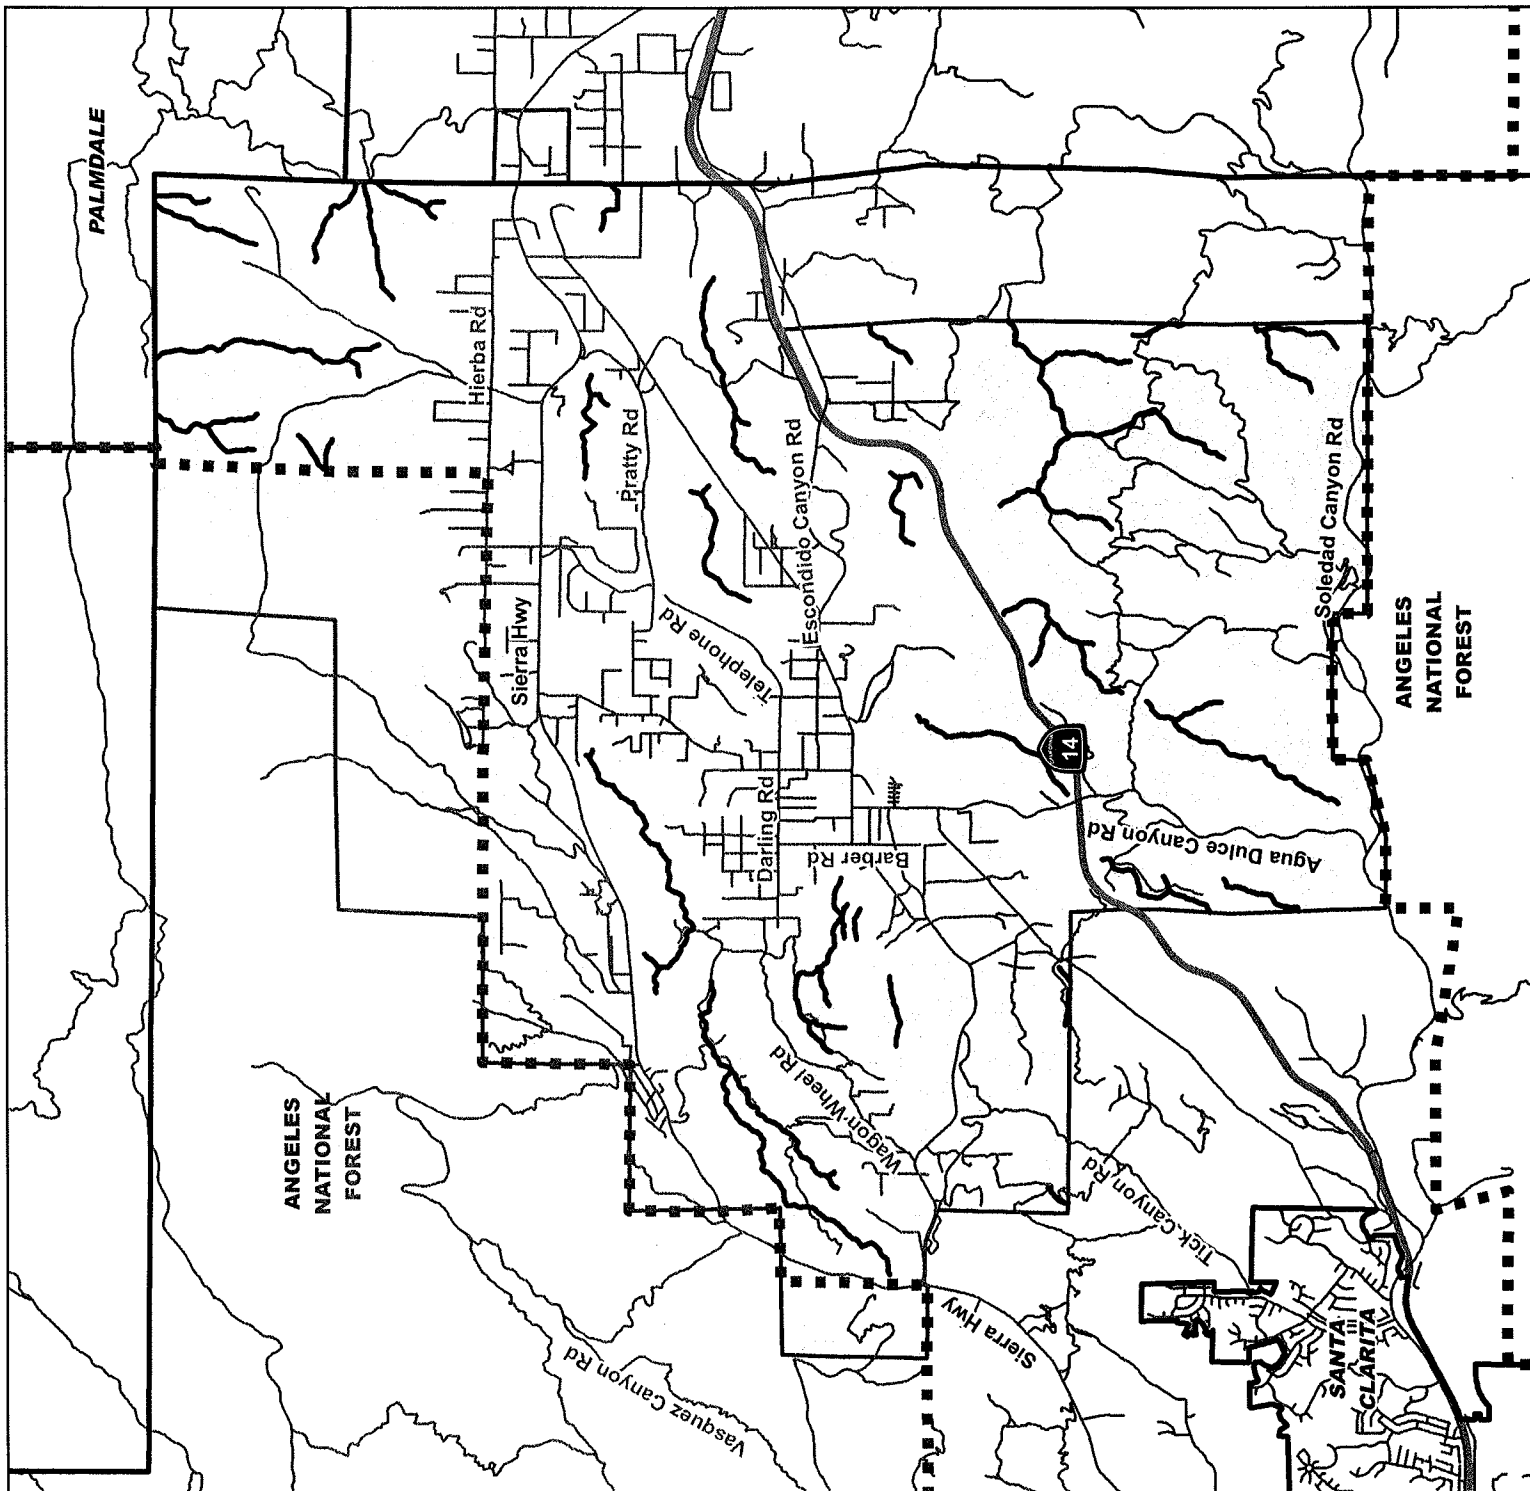 PALMDALE
Hierba Rd
Pratty Rd
Escondido Canyon Rd
Soledad Canyon Rd
Sierra Hwy
Telephone Rd
ANGELES
NATIONAL
FOREST
14
Darling Rd
Barber Rd
Agua Dulce Canyon Rd
ANGELES
NATIONAL
FOREST
Wagon Wheel Rd
Tick Canyon Rd
Sierra Hwy
Vasquez Canyon Rd
SANTA
CLARITA